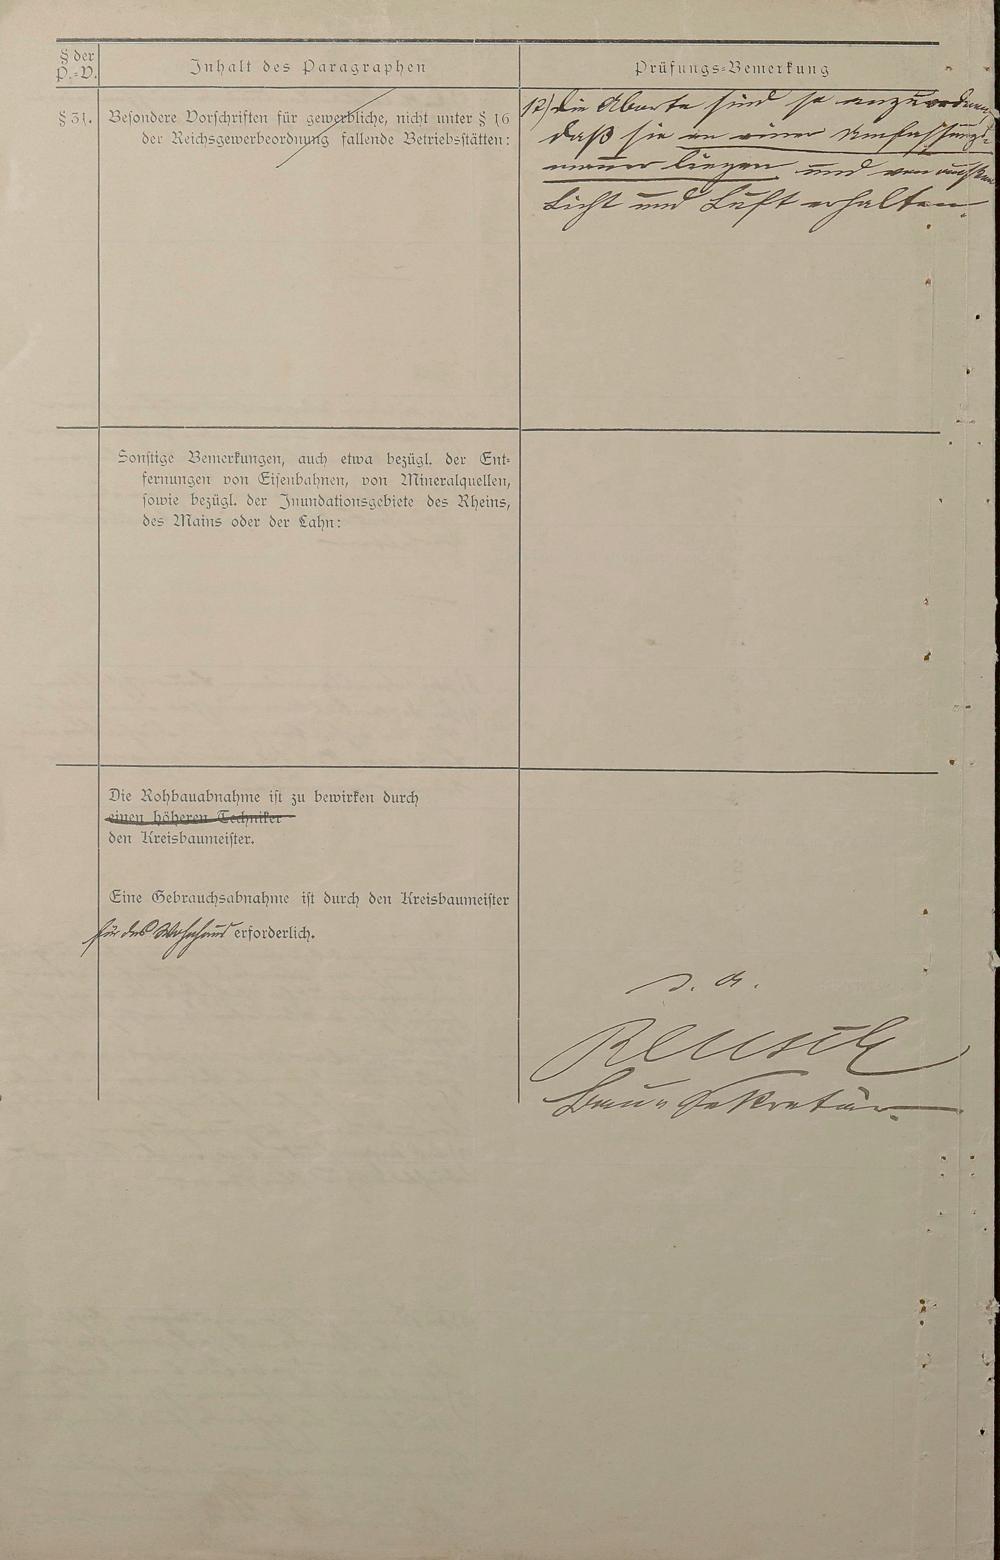 § der
P.-V.
Inhalt des Paragraphen
Prüfungs-Bemerkung
§ 31.
Besondere Vorschriften für gewerbliche, nicht unter § 16
der Reichsgewerbeordnung fallende Betriebsstätten:
12) die Aborte sind so anzuordnen,
daß sie an einer Umfassungs-
mauer liegen und von außen
Licht und Luft erhalten.
Sonstige Bemerkungen, auch etwa bezügl. der Ent-
fernungen von Eisenbahnen, von Mineralquellen,
sowie bezügl. der Inundationsgebiete des Rheins,
des Mains oder der Lahn:
Die Rohbauabnahme ist zu bewirken durch
einen höheren Techniker
den Kreisbaumeister.
Eine Gebrauchsabnahme ist durch den Kreisbaumeister
für das Wohnhaus erforderlich.
Bau-Sekretär.